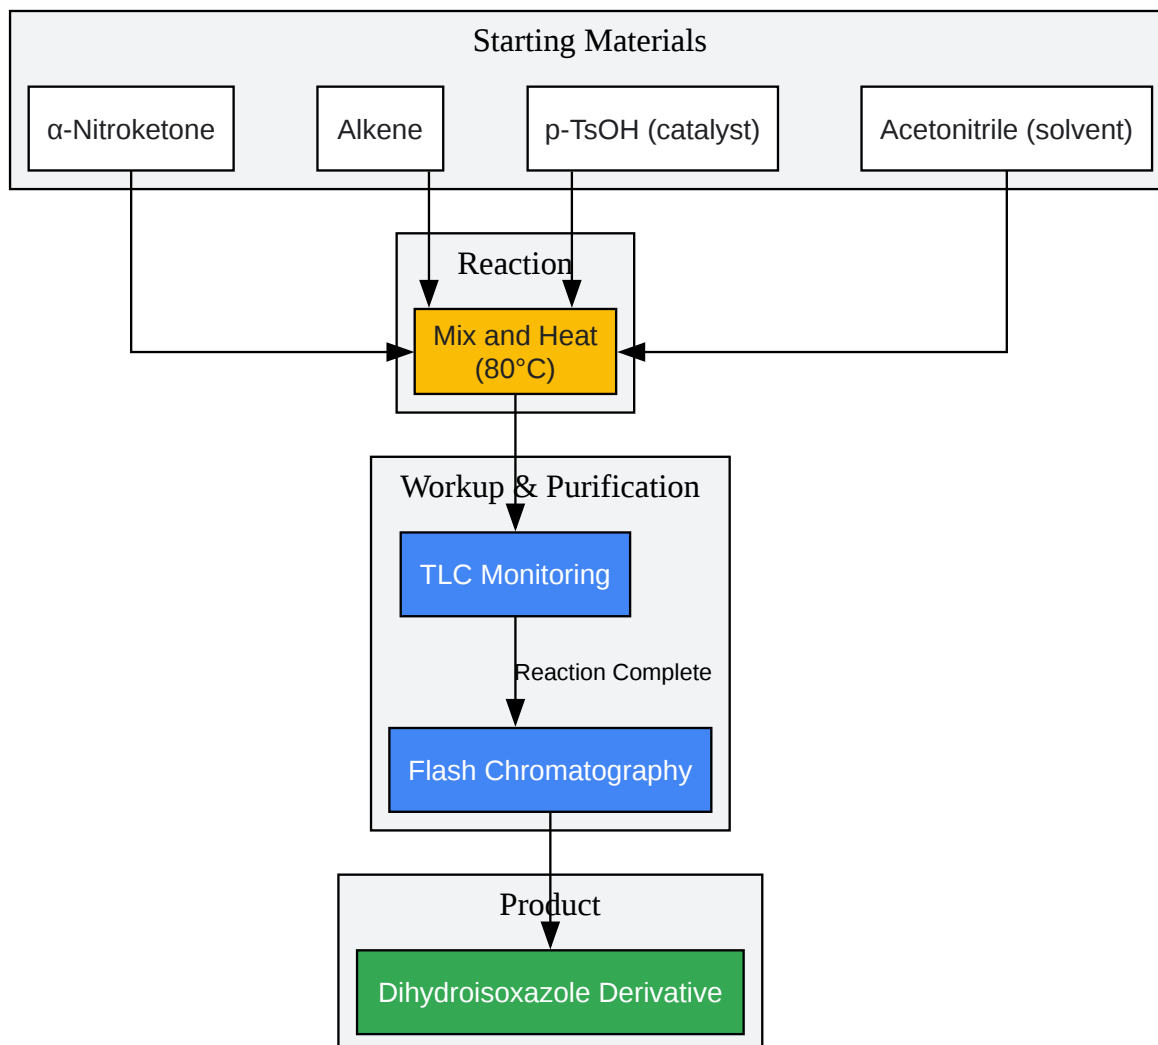 Starting Materials
α-Nitroketone
Alkene
p-TsOH (catalyst)
Acetonitrile (solvent)
Reaction
Mix and Heat
(80°C)
Workup & Purification
TLC Monitoring
Reaction Complete
Flash Chromatography
Product
Dihydroisoxazole Derivative